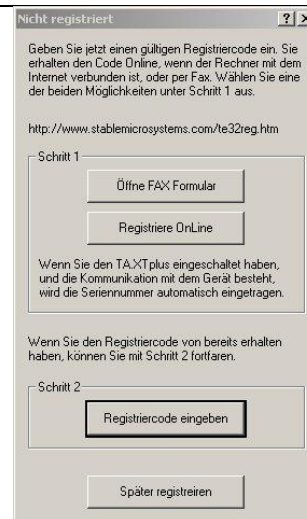 Nicht registriert
Geben Sie jetzt einen gültigen Registriercode ein. Sie
erhalten den Code Online, wenn der Rechner mit dem
Internet verbunden ist, oder per Fax. Wählen Sie eine
der beiden Möglichkeiten unter Schritt 1 aus.
http://www.stablemicrosystems.com/te32reg.htm
Schritt 1
Öffne FAX Formular
Registriere OnLine
Wenn Sie den TA.XTplus eingeschaltet haben,
und die Kommunikation mit dem Gerät besteht,
wird die Seriennummer automatisch eingetragen.
Wenn Sie den Registriercode von bereits erhalten
haben, können Sie mit Schritt 2 fortfaren.
Schritt 2
Registriercode eingeben
Später registreiren